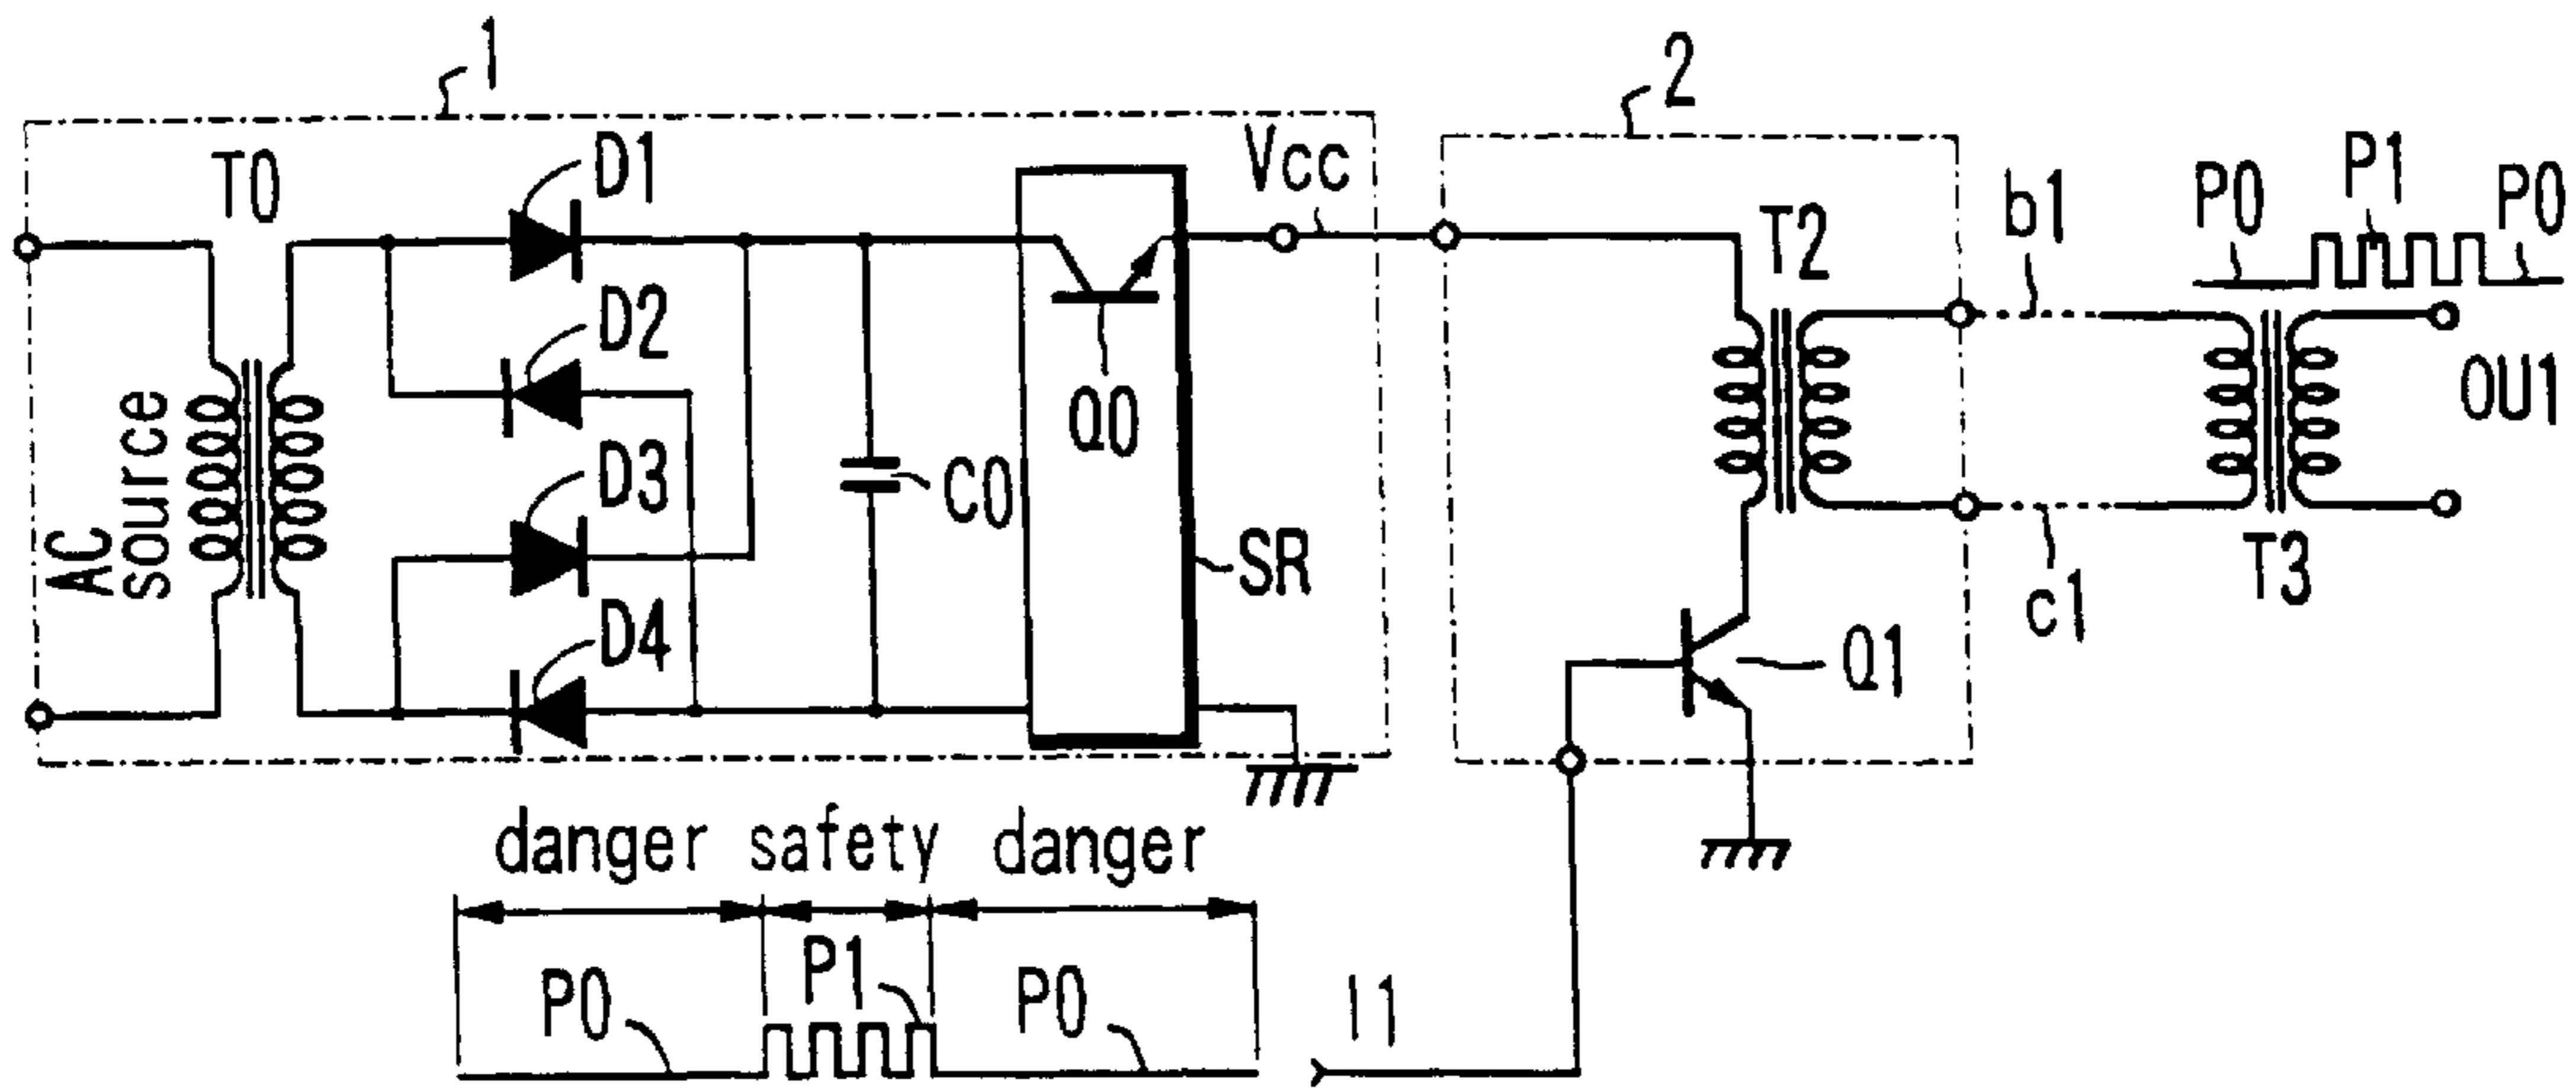 1
2
T0
D1
Vcc
P0
P1
P0
b1
T2
D2
Q0
OU1
AC source
D3
C0
SR
T3
c1
D4
Q1
danger
safety
danger
P0
P1
P0
I1